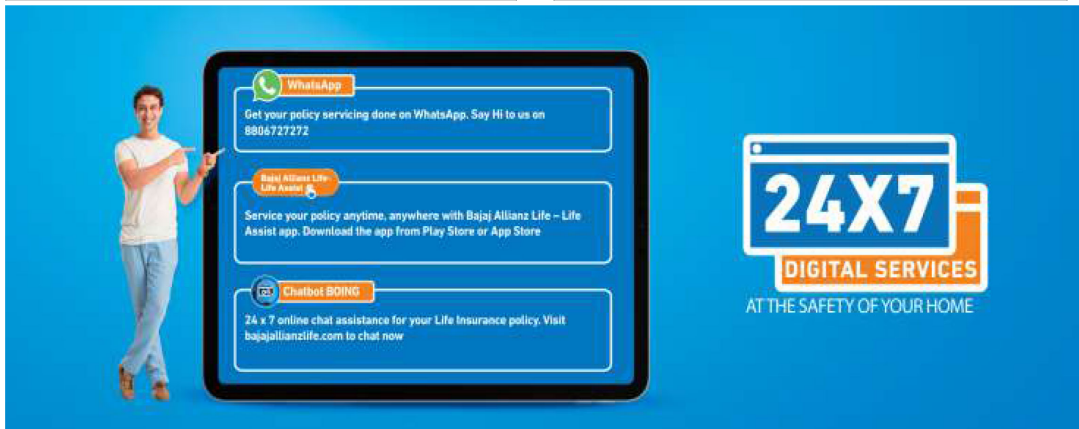 WhatsApp
Get your policy servicing done on WhatsApp. Say Hi to us on
8806727272
Bajaj Allianz Life-
Life Assist
Service your policy anytime, anywhere with Bajaj Allianz Life – Life
Assist app. Download the app from Play Store or App Store
Chatbot BOING
24 x 7 online chat assistance for your Life Insurance policy. Visit
bajajallianzlife.com to chat now
24X7
DIGITAL SERVICES
AT THE SAFETY OF YOUR HOME